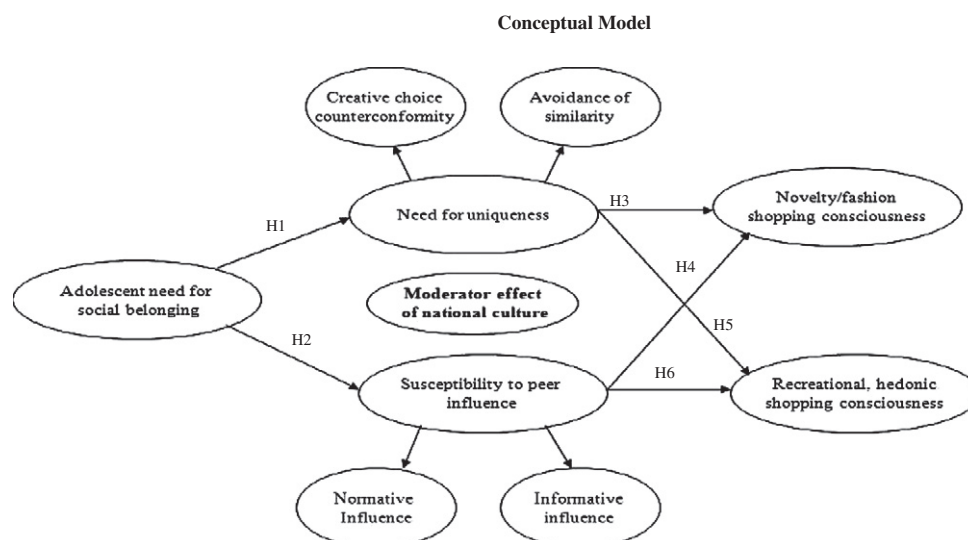 Conceptual Model
Creative choice
counterconformity
Avoidance of
similarity
Need for uniqueness
H3
Novelty/fashion
shopping consciousness
H1
H4
Adolescent need for
social belonging
Moderator effect
of national culture
H2
H5
Susceptibility to peer
influence
H6
Recreational, hedonic
shopping consciousness
Normative
Influence
Informative
influence